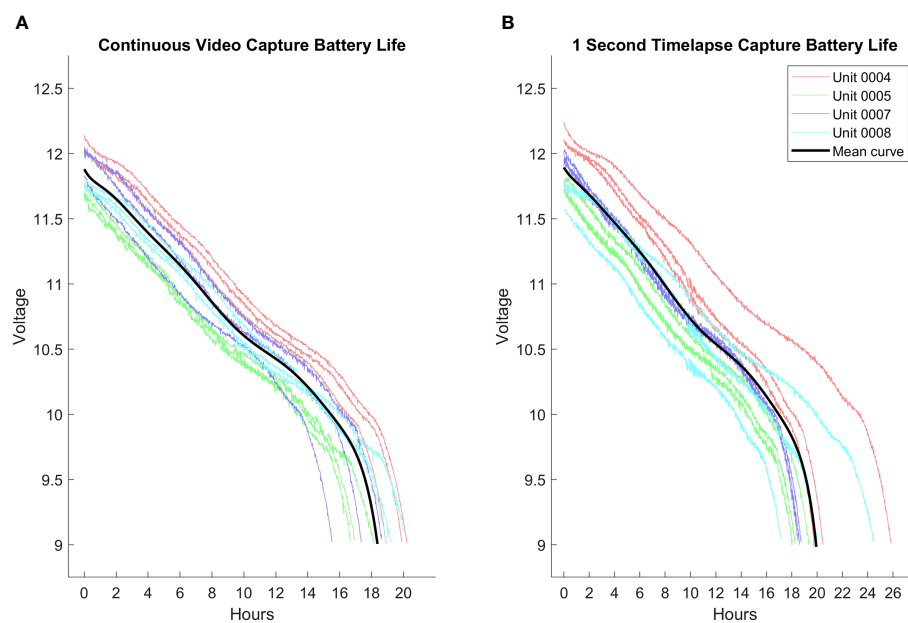 A
Continuous Video Capture Battery Life
12.5
12
11.5
11
10.5
10
9.5
9
Voltage
0 2 4 6 8 10 12 14 16 18 20
Hours
B
1 Second Timelapse Capture Battery Life
Unit 0004
Unit 0005
Unit 0007
Unit 0008
Mean curve
12.5
12
11.5
11
10.5
10
9.5
9
Voltage
0 2 4 6 8 10 12 14 16 18 20 22 24 26
Hours